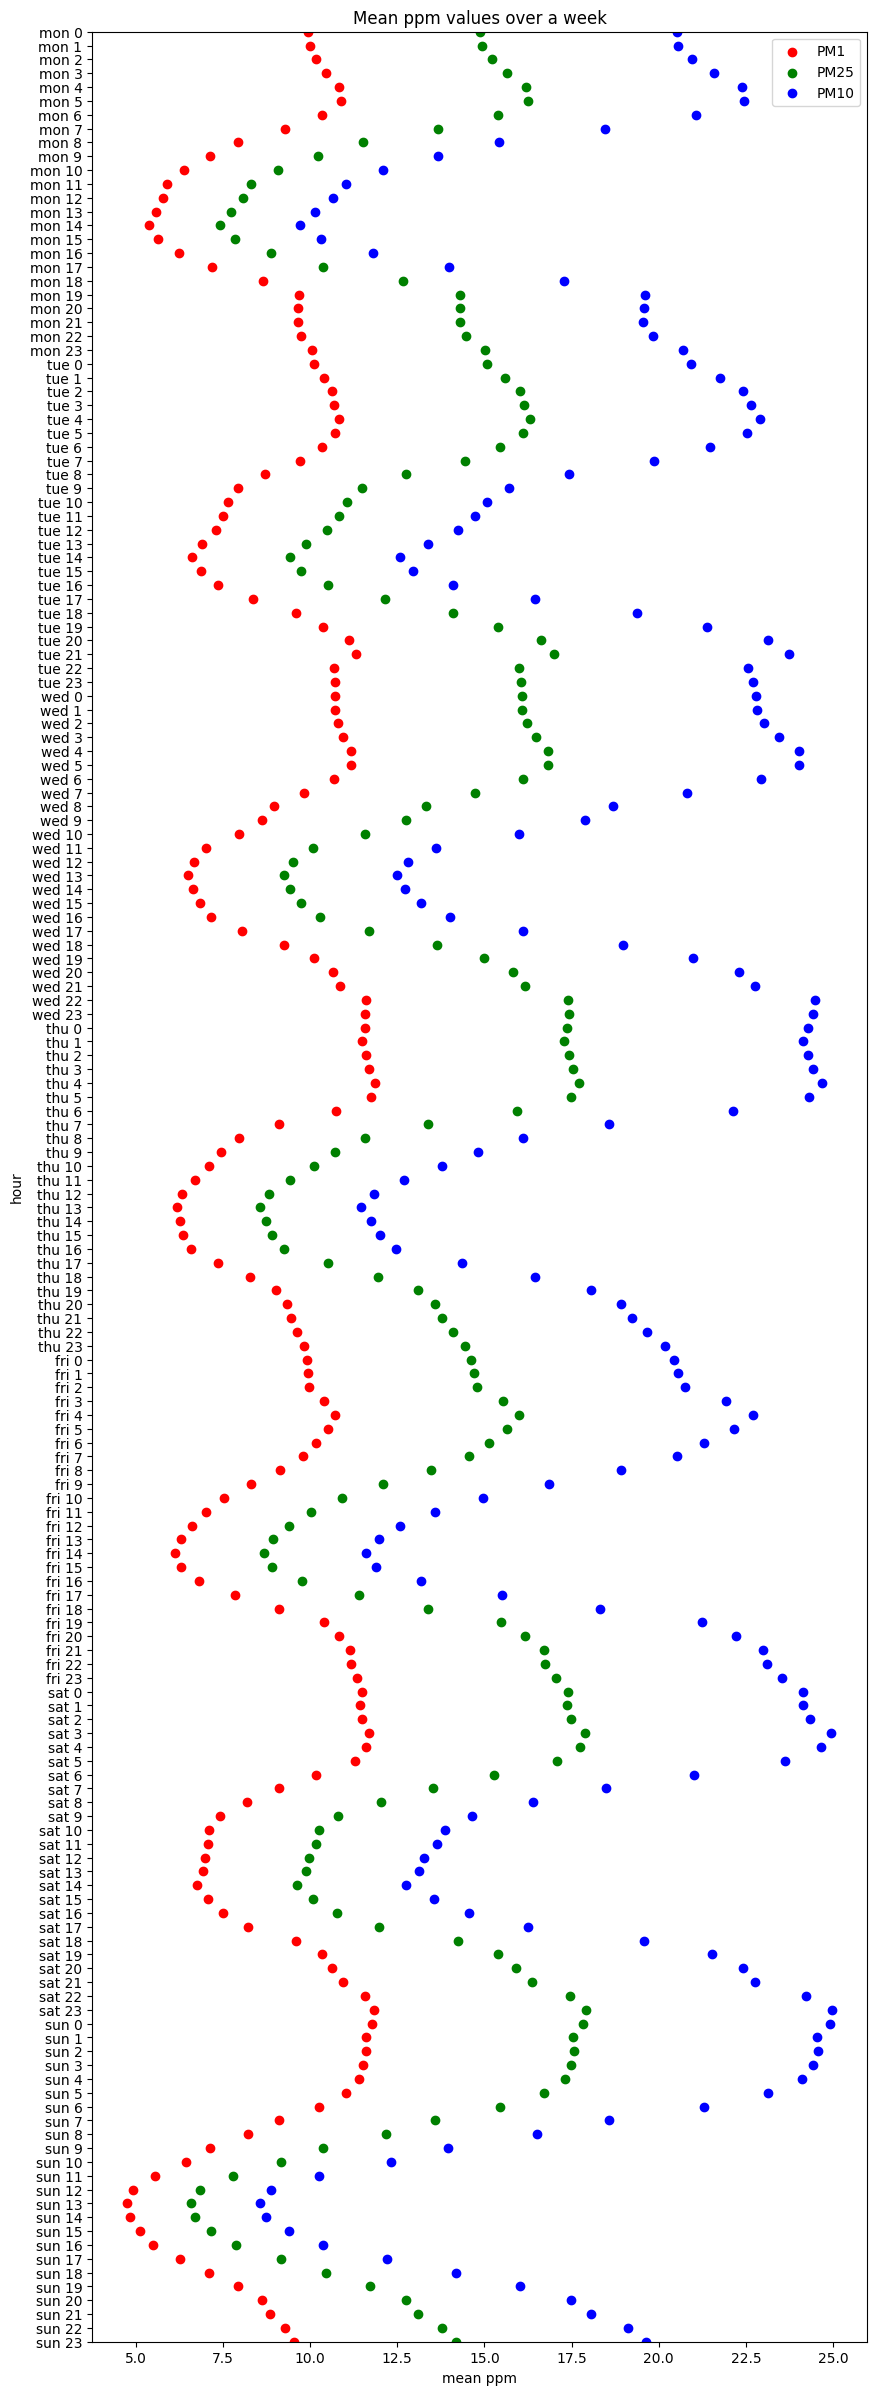 Mean ppm values over a week
PM1
PM25
PM10
mon 0
mon 1
mon 2
mon 3
mon 4
mon 5
mon 6
mon 7
mon 8
mon 9
mon 10
mon 11
mon 12
mon 13
mon 14
mon 15
mon 16
mon 17
mon 18
mon 19
mon 20
mon 21
mon 22
mon 23
tue 0
tue 1
tue 2
tue 3
tue 4
tue 5
tue 6
tue 7
tue 8
tue 9
tue 10
tue 11
tue 12
tue 13
tue 14
tue 15
tue 16
tue 17
tue 18
tue 19
tue 20
tue 21
tue 22
tue 23
wed 0
wed 1
wed 2
wed 3
wed 4
wed 5
wed 6
wed 7
wed 8
wed 9
wed 10
wed 11
wed 12
wed 13
wed 14
wed 15
wed 16
wed 17
wed 18
wed 19
wed 20
wed 21
wed 22
wed 23
thu 0
thu 1
thu 2
thu 3
thu 4
thu 5
thu 6
thu 7
thu 8
thu 9
thu 10
thu 11
thu 12
thu 13
thu 14
thu 15
thu 16
thu 17
thu 18
thu 19
thu 20
thu 21
thu 22
thu 23
fri 0
fri 1
fri 2
fri 3
fri 4
fri 5
fri 6
fri 7
fri 8
fri 9
fri 10
fri 11
fri 12
fri 13
fri 14
fri 15
fri 16
fri 17
fri 18
fri 19
fri 20
fri 21
fri 22
fri 23
sat 0
sat 1
sat 2
sat 3
sat 4
sat 5
sat 6
sat 7
sat 8
sat 9
sat 10
sat 11
sat 12
sat 13
sat 14
sat 15
sat 16
sat 17
sat 18
sat 19
sat 20
sat 21
sat 22
sat 23
sun 0
sun 1
sun 2
sun 3
sun 4
sun 5
sun 6
sun 7
sun 8
sun 9
sun 10
sun 11
sun 12
sun 13
sun 14
sun 15
sun 16
sun 17
sun 18
sun 19
sun 20
sun 21
sun 22
sun 23
hour
5.0 7.5 10.0 12.5 15.0 17.5 20.0 22.5 25.0
mean ppm